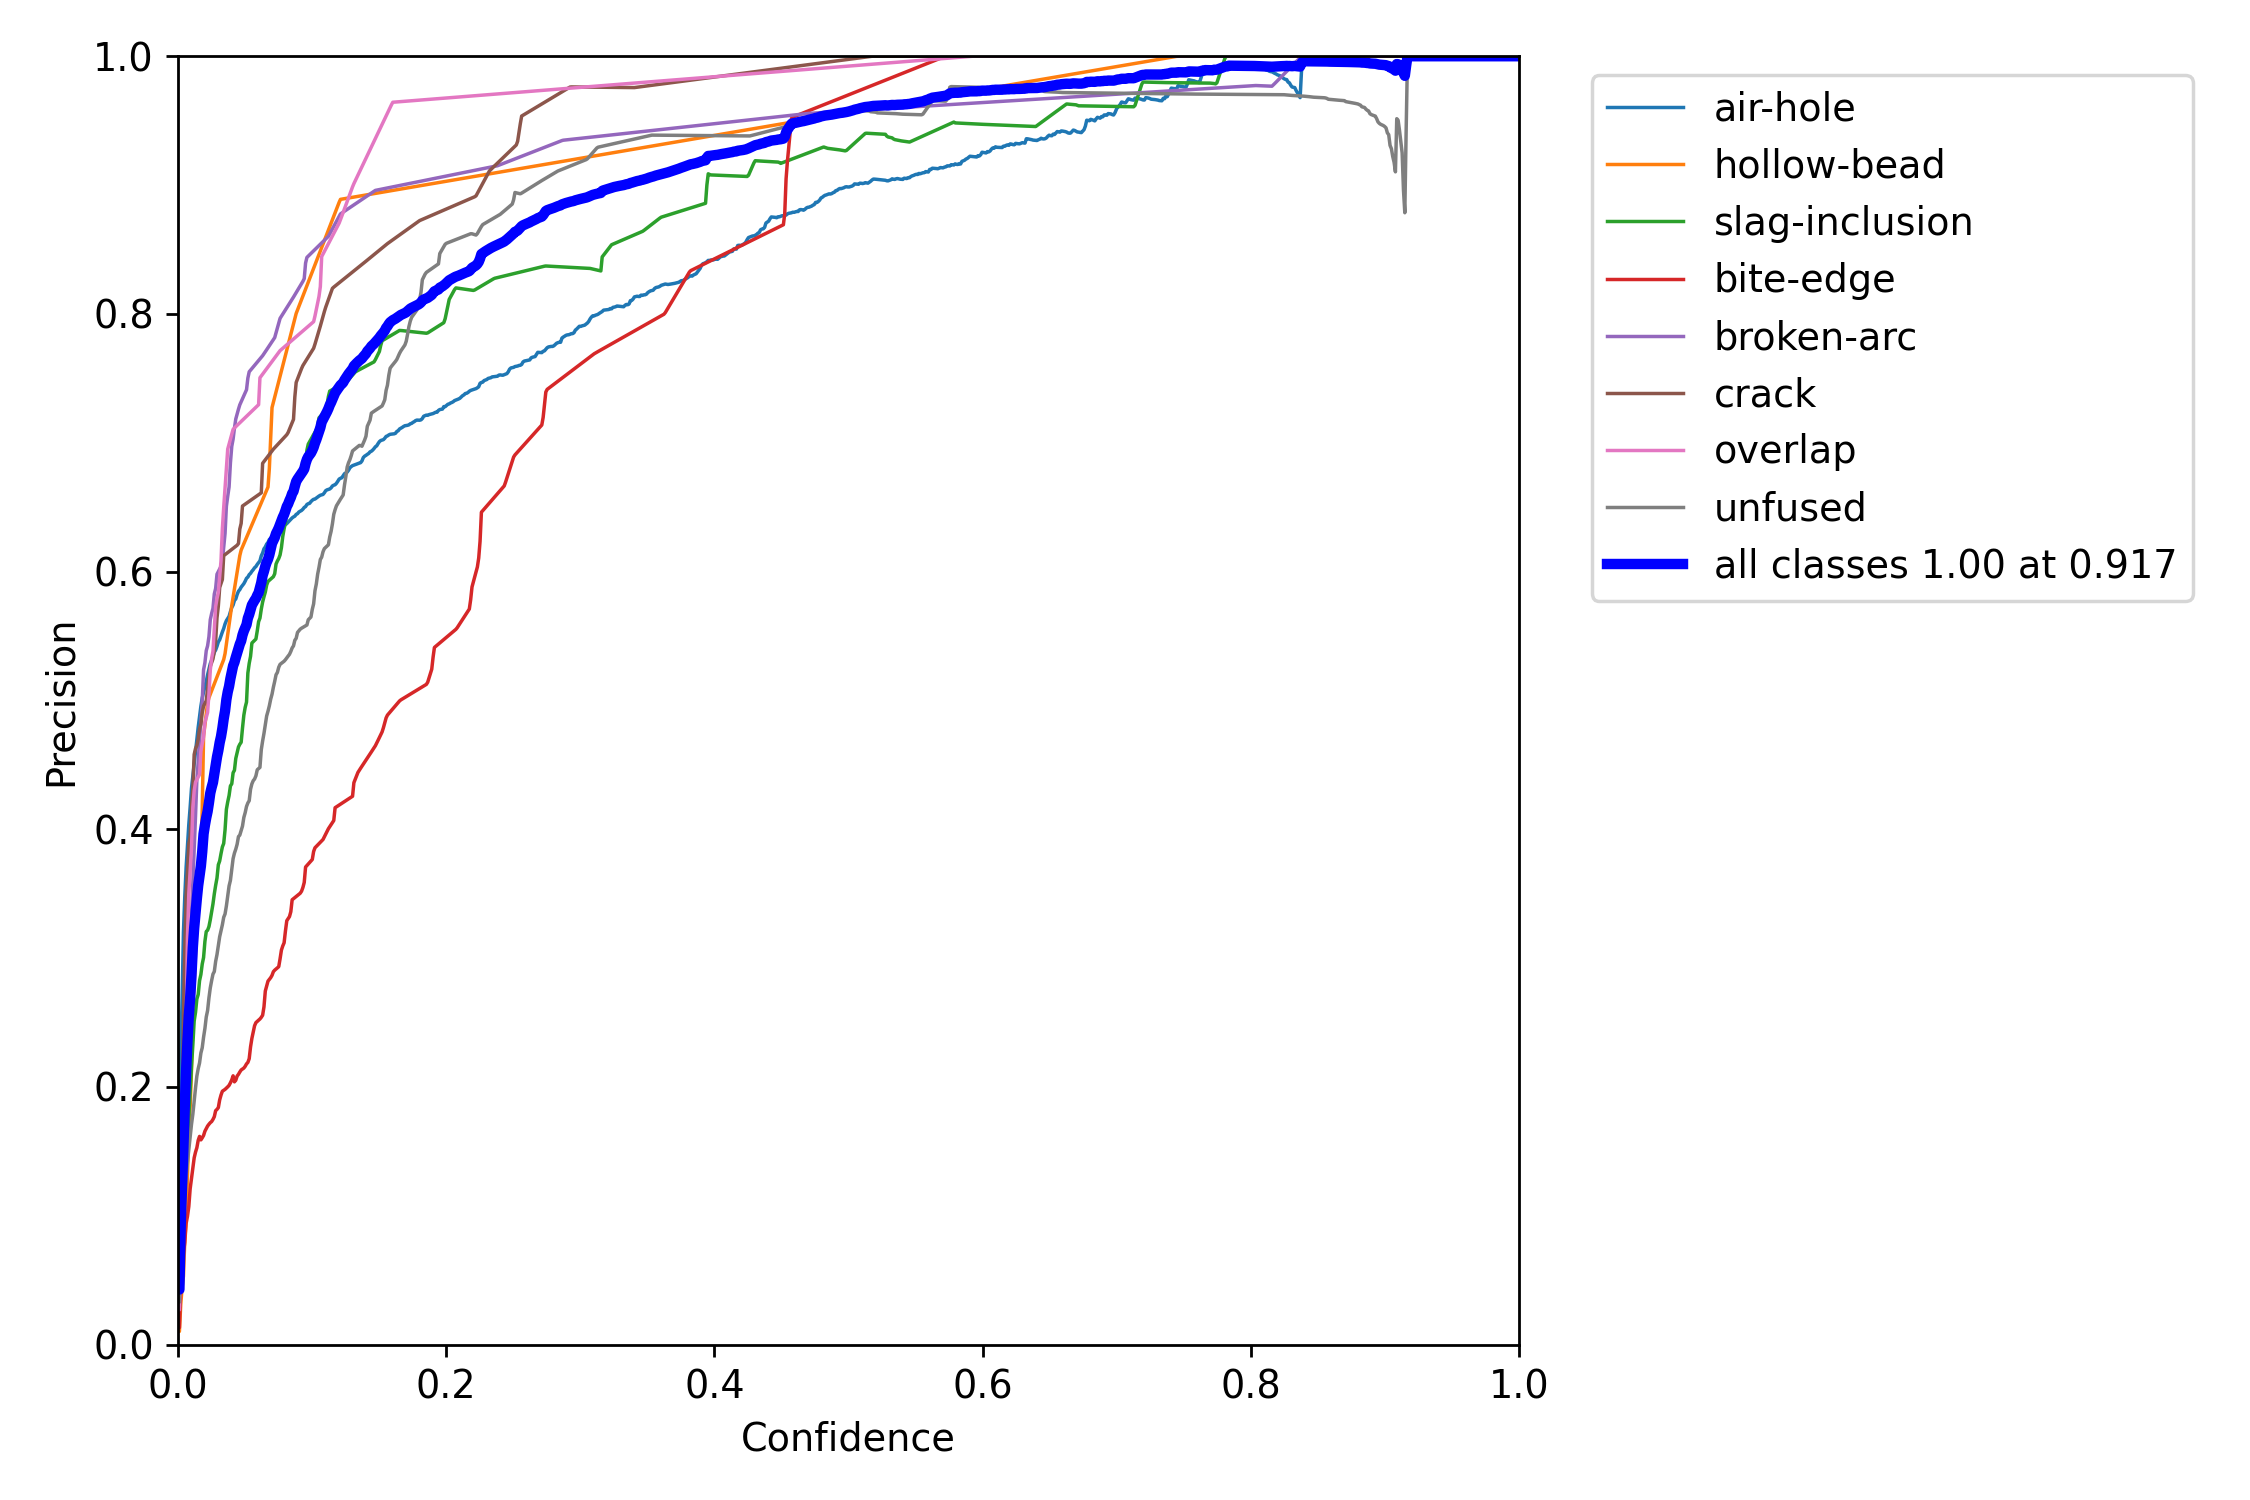 1.0
0.8
0.6
0.4
0.2
0.0
Precision
0.0 0.2 0.4 0.6 0.8 1.0
Confidence
air-hole
hollow-bead
slag-inclusion
bite-edge
broken-arc
crack
overlap
unfused
all classes 1.00 at 0.917